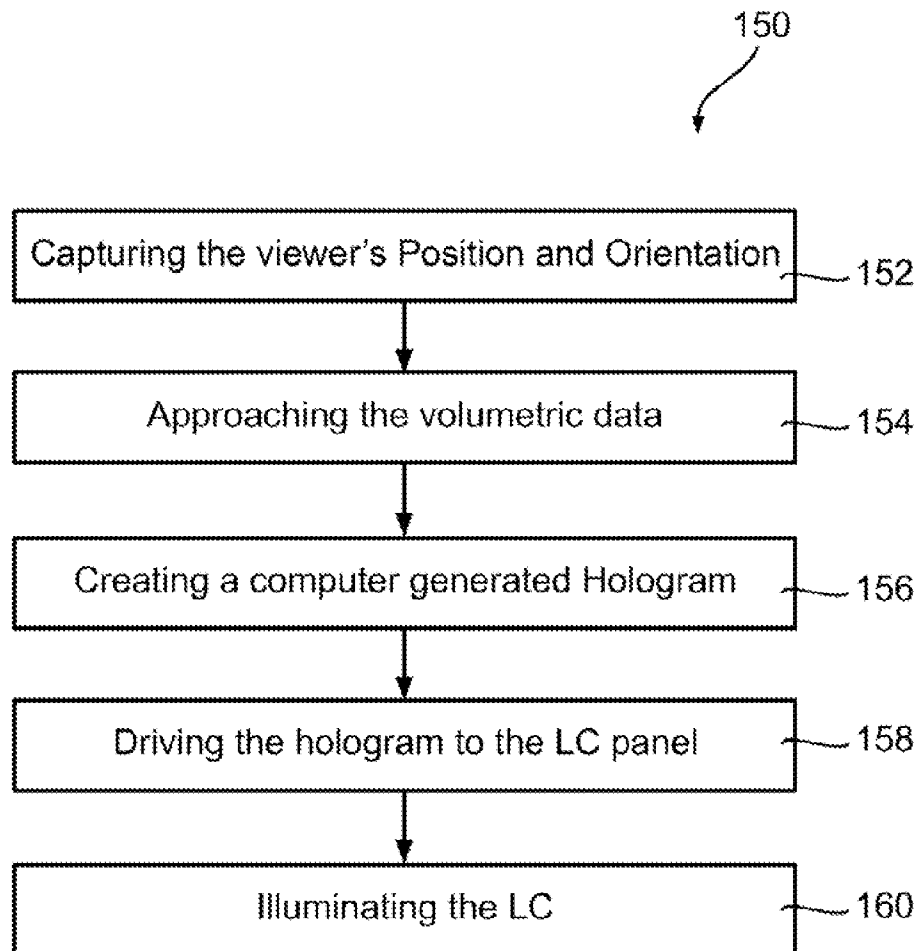 150
Capturing the viewer's Position and Orientation
152
Approaching the volumetric data
154
Creating a computer generated Hologram
156
Driving the hologram to the LC panel
158
Illuminating the LC
160